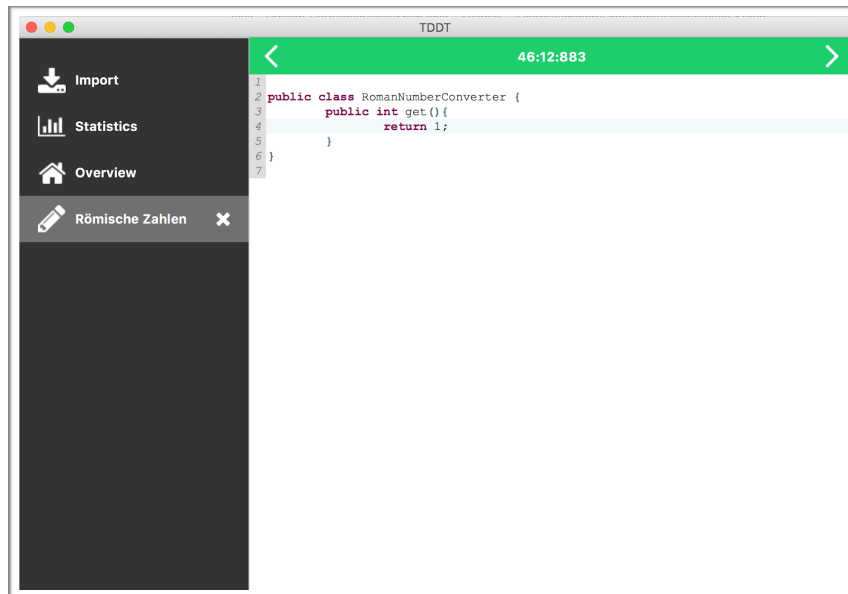 TDDT
Import
Statistics
Overview
Römische Zahlen
46:12:883
1
2 public class RomanNumberConverter {
3 public int get(){
4 return 1;
5 }
6 }
7